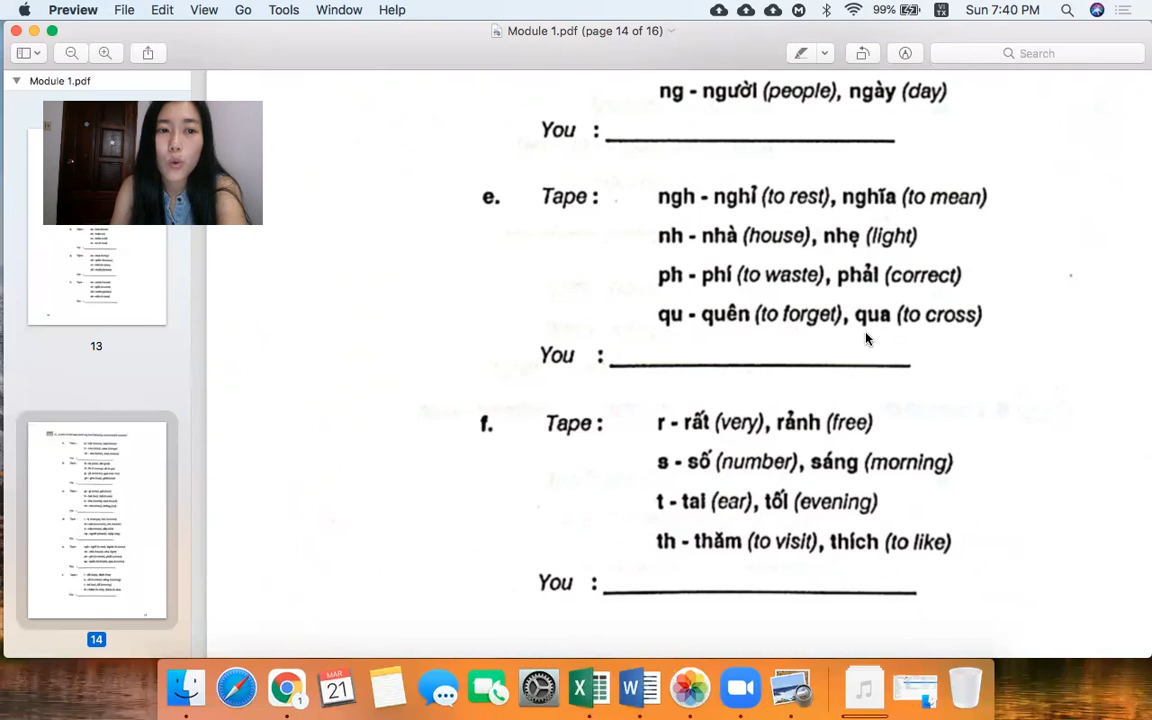 Preview File Edit View Go Tools Window Help 99% VI TX Sun 7:40 PM
Module 1.pdf (page 14 of 16)
Search
Module 1.pdf
13
14
ng - người (people), ngày (day)
You :
e. Tape : ngh - nghỉ (to rest), nghĩa (to mean)
nh - nhà (house), nhẹ (light)
ph - phí (to waste), phải (correct)
qu - quên (to forget), qua (to cross)
You :
f. Tape : r - rất (very), rảnh (free)
s - số (number), sáng (morning)
t - tai (ear), tối (evening)
th - thăm (to visit), thích (to like)
You :
MAR
21
1